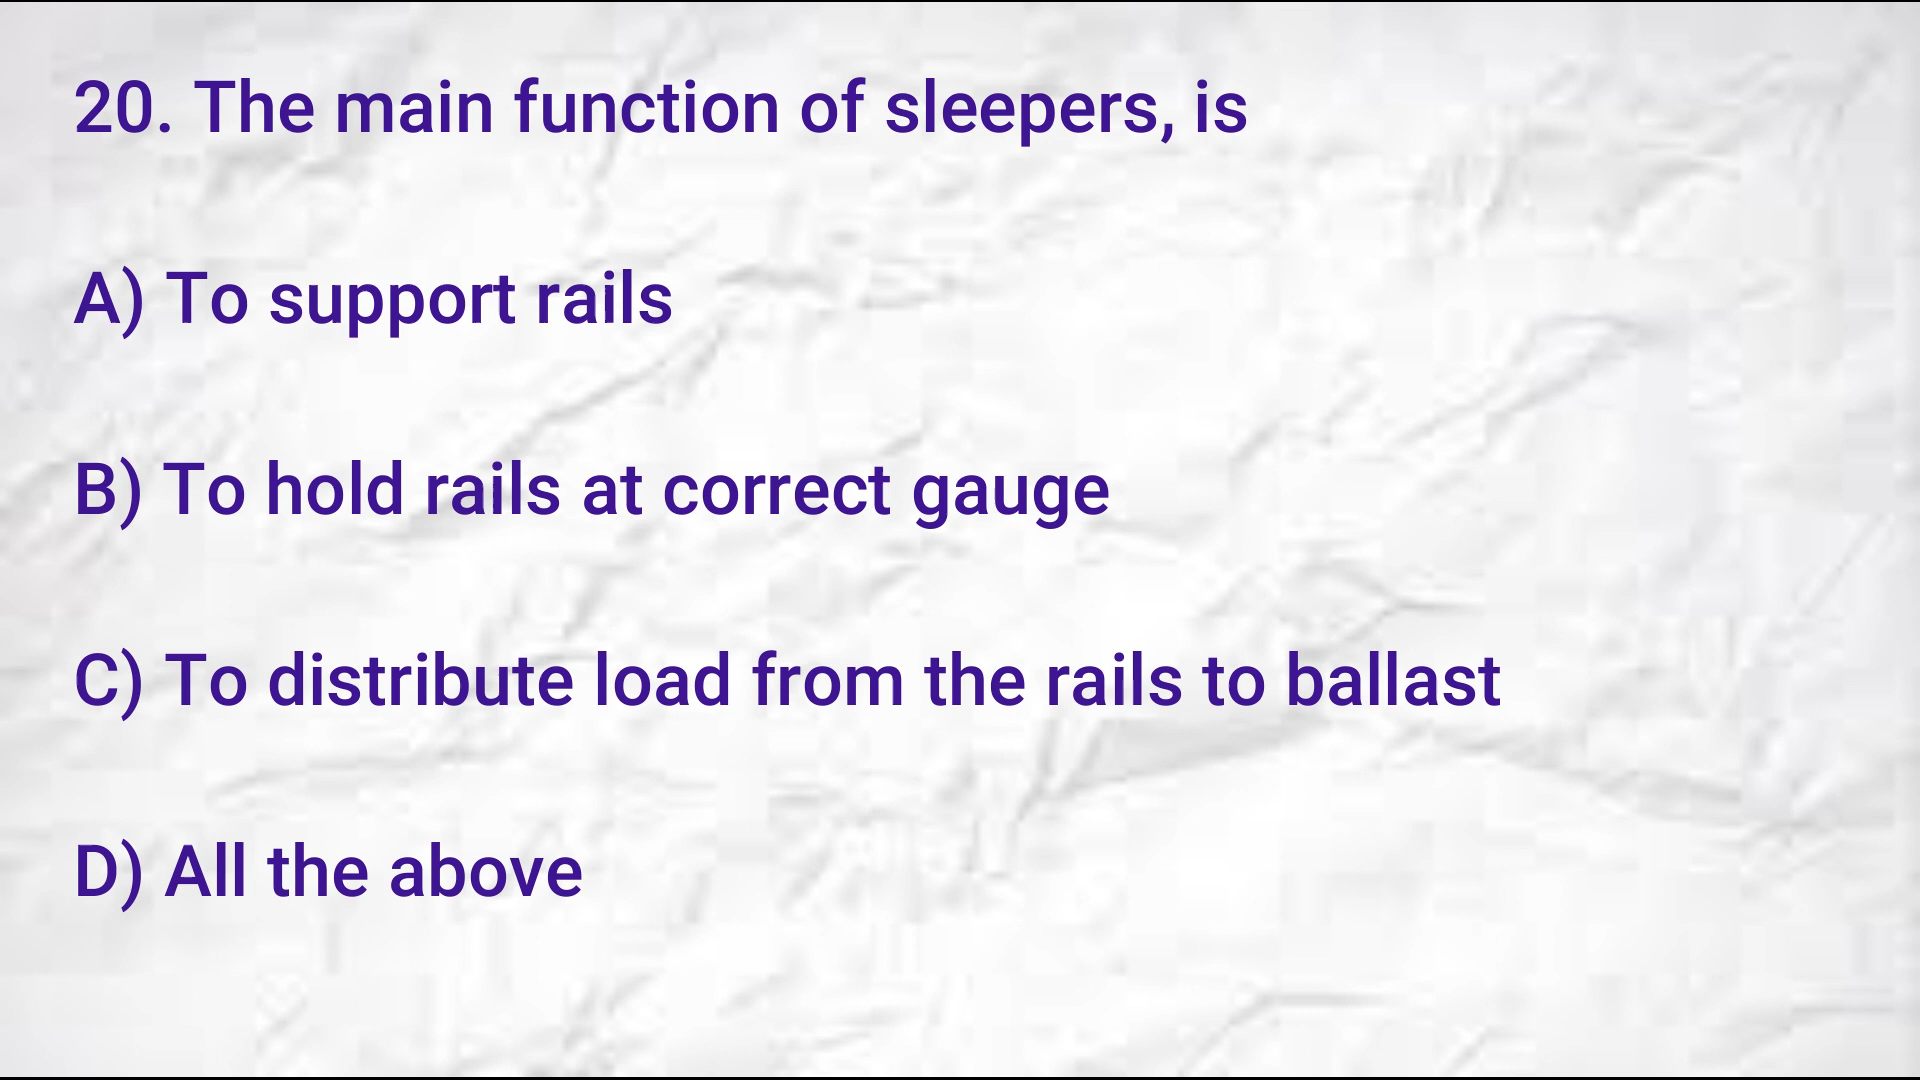 20. The main function of sleepers, is
A) To support rails
B) To hold rails at correct gauge
C) To distribute load from the rails to ballast
D) All the above